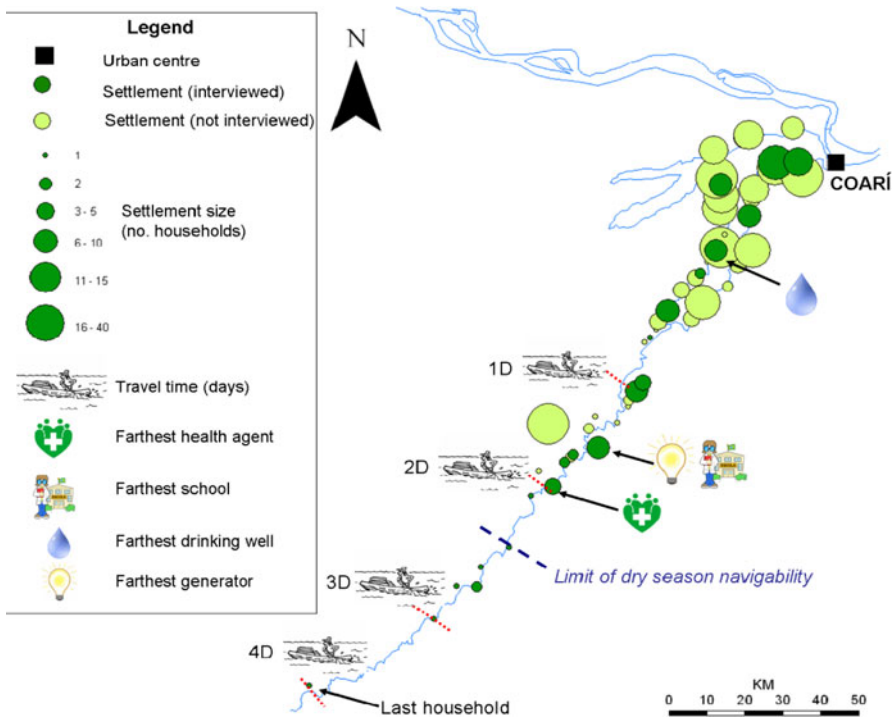 Legend
Urban centre
Settlement (interviewed)
Settlement (not interviewed)
1
2
3 - 5
6 - 10
11 - 15
16 - 40
Settlement size
(no. households)
Travel time (days)
Farthest health agent
Farthest school
Farthest drinking well
Farthest generator
N
COARÍ
1D
2D
3D
4D
Limit of dry season navigability
Last household
KM
0 10 20 30 40 50